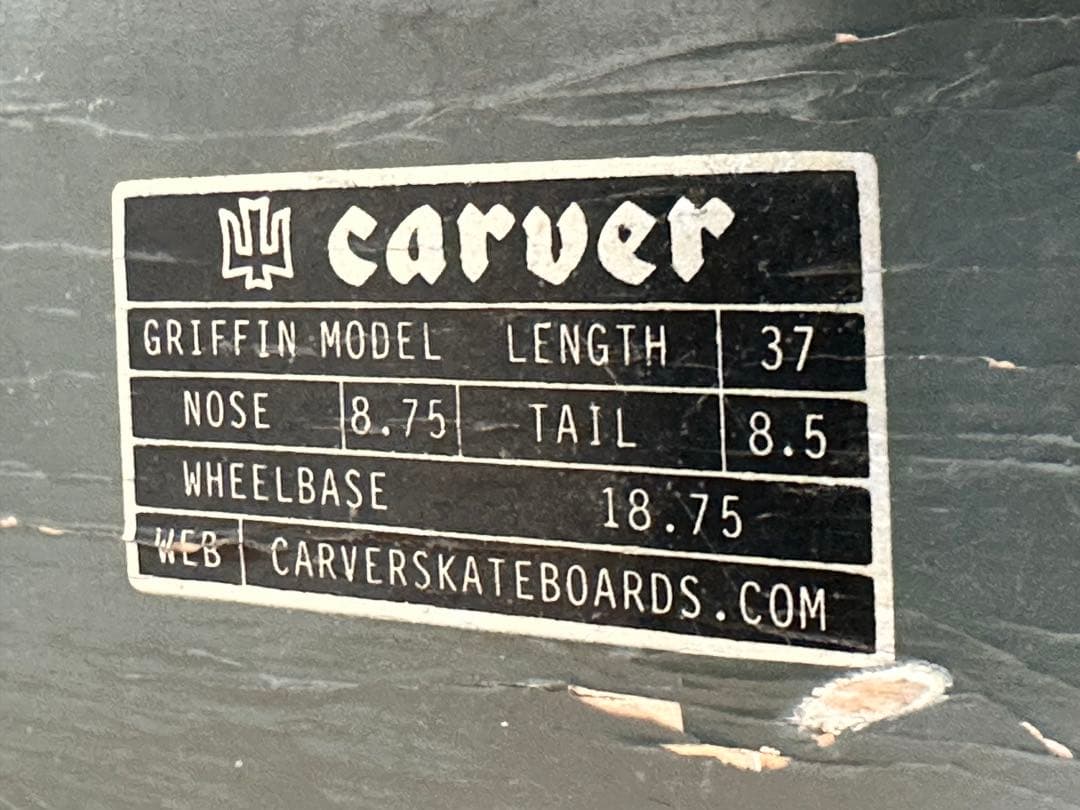 carver
GRIFFIN MODEL LENGTH 37
NOSE 8.75 TAIL 8.5
WHEELBASE 18.75
WEB CARVERSKATEBOARDS.COM